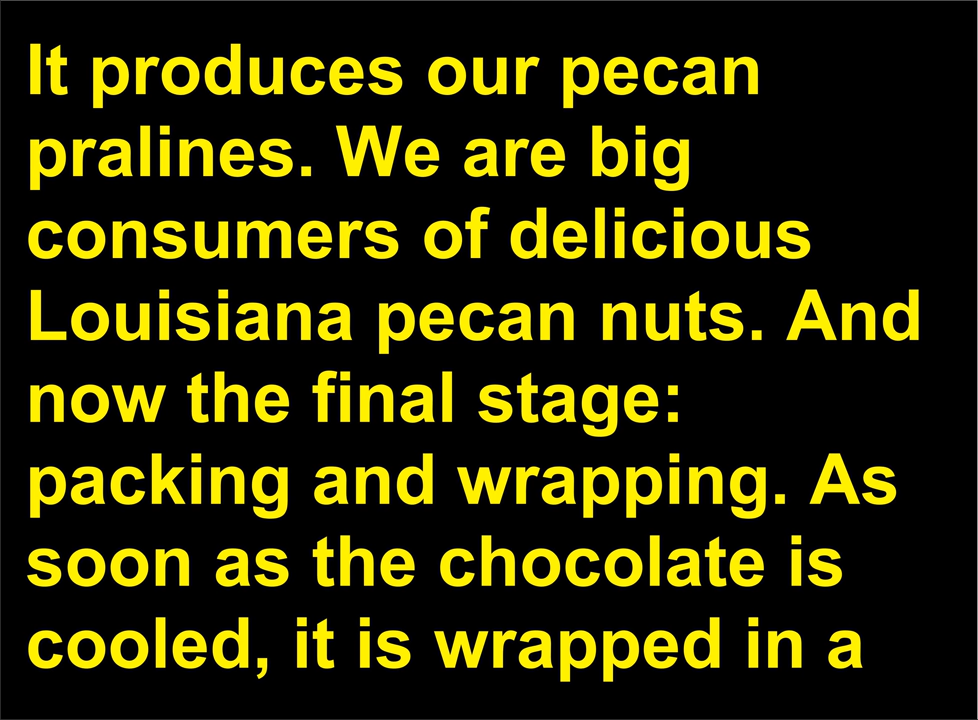 It produces our pecan
pralines. We are big
consumers of delicious
Louisiana pecan nuts. And
now the final stage:
packing and wrapping. As
soon as the chocolate is
cooled, it is wrapped in a